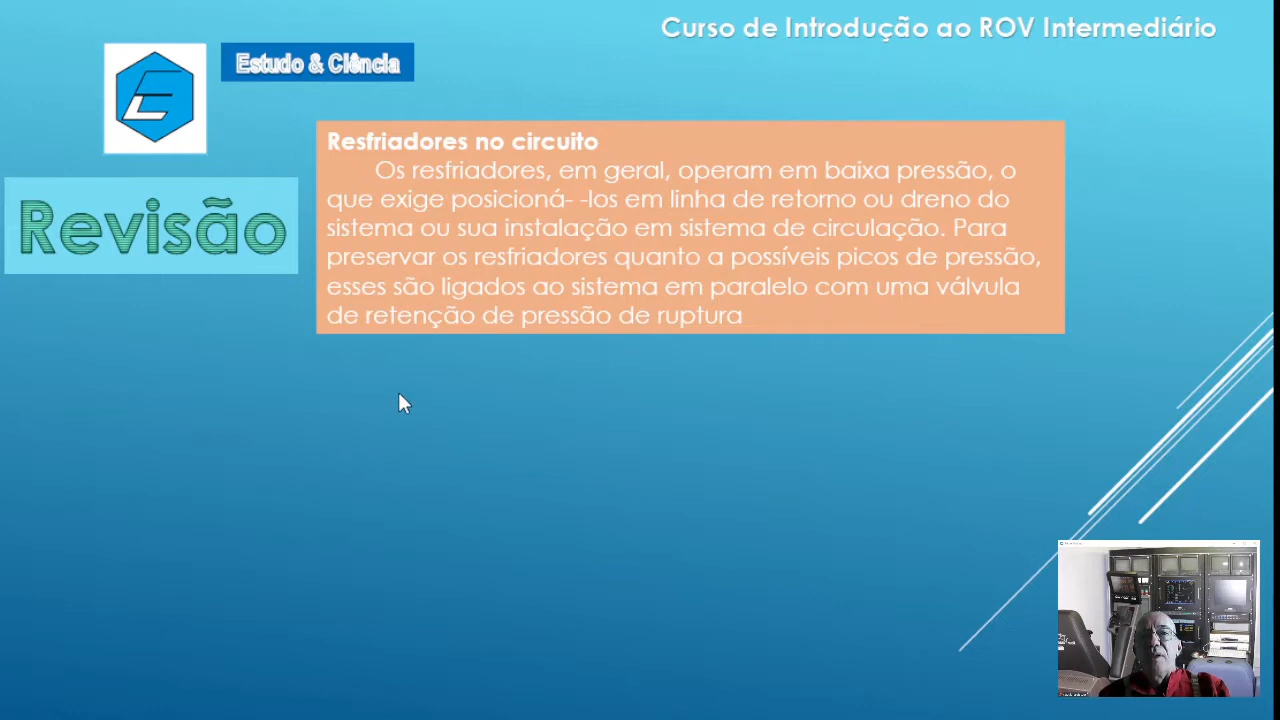 Curso de Introdução ao ROV Intermediário
Estudo & Ciência
Revisão
Resfriadores no circuito
Os resfriadores, em geral, operam em baixa pressão, o
que exige posicioná- -los em linha de retorno ou dreno do
sistema ou sua instalação em sistema de circulação. Para
preservar os resfriadores quanto a possíveis picos de pressão,
esses são ligados ao sistema em paralelo com uma válvula
de retenção de pressão de ruptura